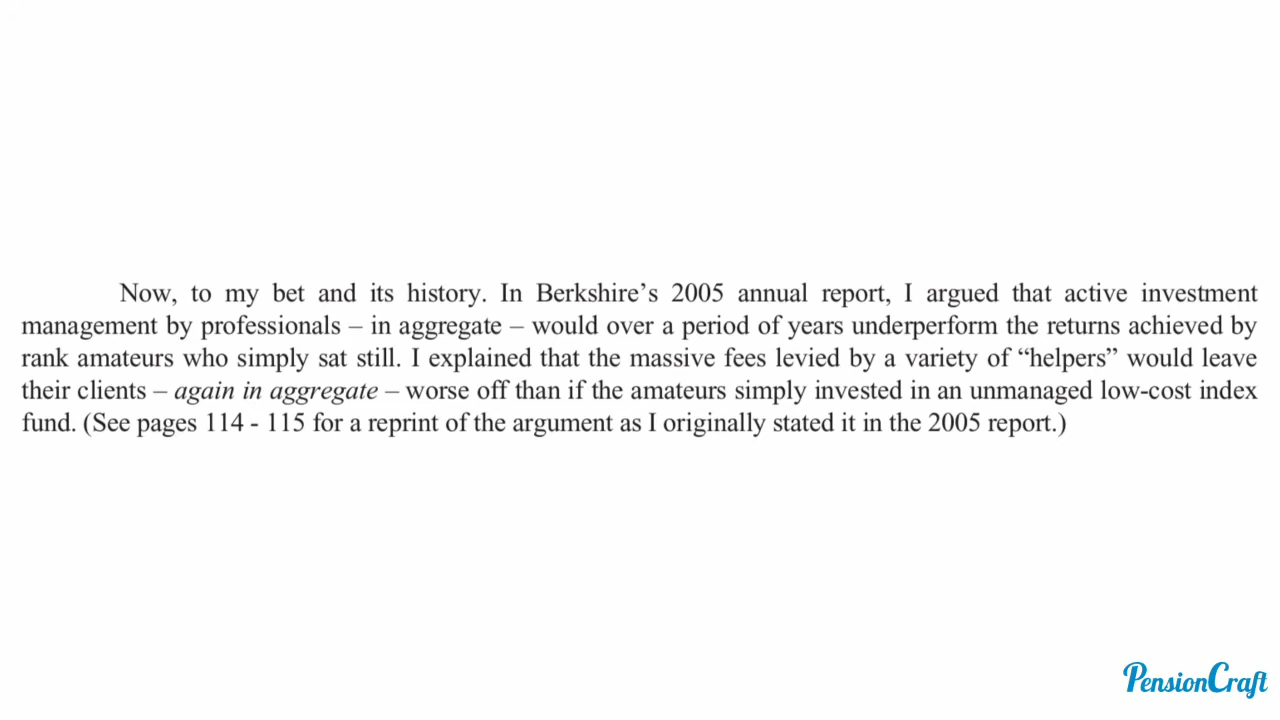 Now, to my bet and its history. In Berkshire’s 2005 annual report, I argued that active investment
management by professionals – in aggregate – would over a period of years underperform the returns achieved by
rank amateurs who simply sat still. I explained that the massive fees levied by a variety of “helpers” would leave
their clients – again in aggregate – worse off than if the amateurs simply invested in an unmanaged low-cost index
fund. (See pages 114 - 115 for a reprint of the argument as I originally stated it in the 2005 report.)
PensionCraft